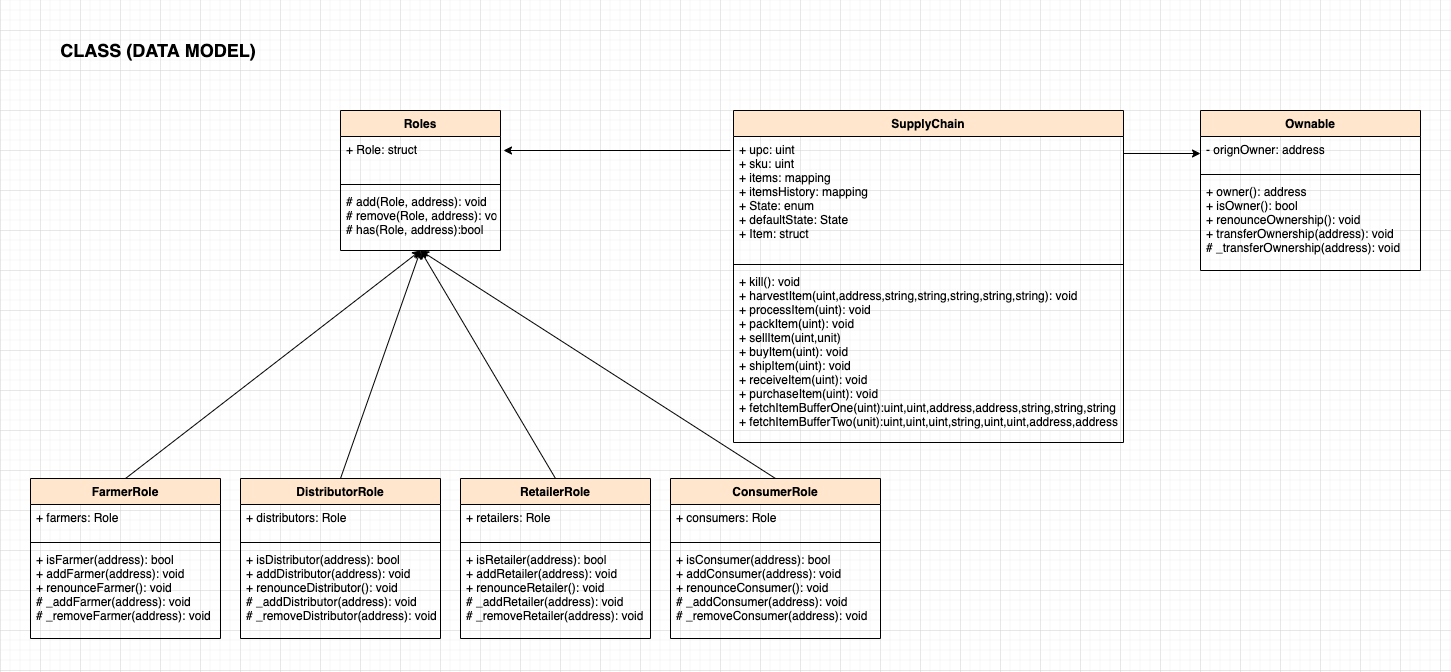 CLASS (DATA MODEL)
Roles
+ Role: struct
# add(Role, address): void
# remove(Role, address): vo
# has(Role, address):bool
SupplyChain
+ upc: uint
+ sku: uint
+ items: mapping
+ itemsHistory: mapping
+ State: enum
+ defaultState: State
+ Item: struct
+ kill(): void
+ harvestItem(uint,address,string,string,string,string,string): void
+ processItem(uint): void
+ packItem(uint): void
+ sellItem(uint,unit)
+ buyItem(uint): void
+ shipItem(uint): void
+ receiveItem(uint): void
+ purchaseItem(uint): void
+ fetchItemBufferOne(uint):uint,uint,address,address,string,string,string
+ fetchItemBufferTwo(unit):uint,uint,uint,string,uint,uint,address,address
Ownable
- orignOwner: address
+ owner(): address
+ isOwner(): bool
+ renounceOwnership(): void
+ transferOwnership(address): void
# _transferOwnership(address): void
FarmerRole
+ farmers: Role
+ isFarmer(address): bool
+ addFarmer(address): void
+ renounceFarmer(): void
# _addFarmer(address): void
# _removeFarmer(address): void
DistributorRole
+ distributors: Role
+ isDistributor(address): bool
+ addDistributor(address): void
+ renounceDistributor(): void
# _addDistributor(address): void
# _removeDistributor(address): void
RetailerRole
+ retailers: Role
+ isRetailer(address): bool
+ addRetailer(address): void
+ renounceRetailer(): void
# _addRetailer(address): void
# _removeRetailer(address): void
ConsumerRole
+ consumers: Role
+ isConsumer(address): bool
+ addConsumer(address): void
+ renounceConsumer(): void
# _addConsumer(address): void
# _removeConsumer(address): void